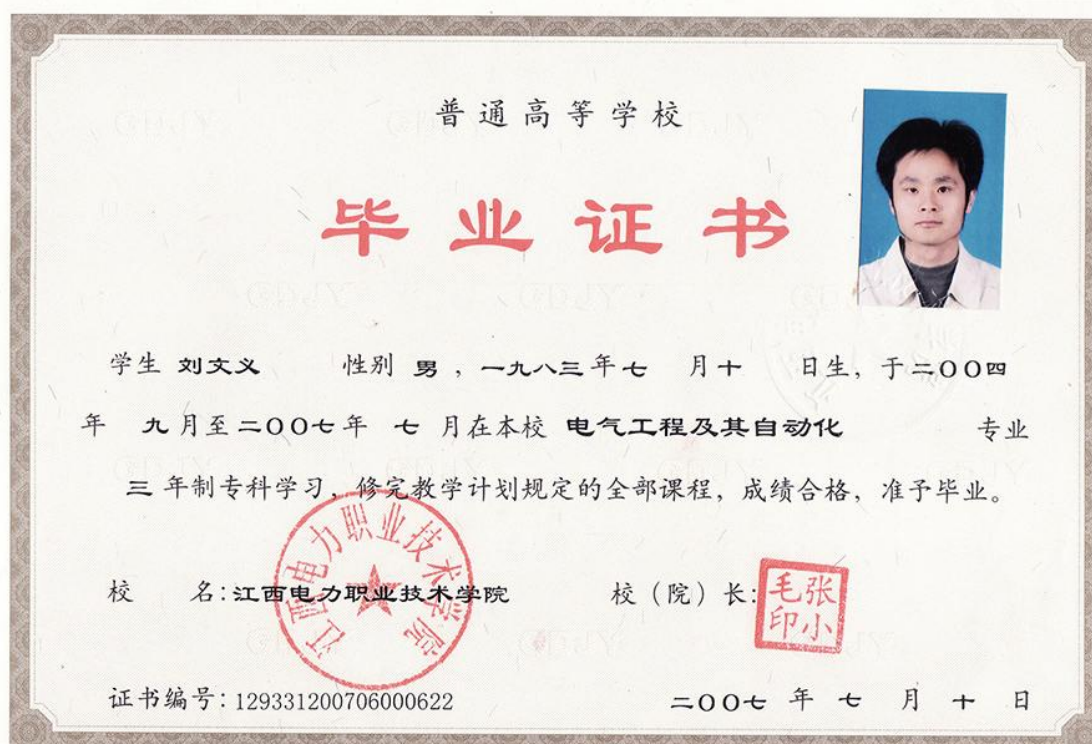 普通高等学校
毕业证书
学生 刘文义 性别 男 ，一九八三年七 月十 日生，于二OO四
年 九月至二OO七年 七 月在本校 电气工程及其自动化 专业
三 年制专科学习，修完教学计划规定的全部课程，成绩合格，准予毕业。
江西电力职业技术学院
校 名：江西电力职业技术学院 校（院）长：
张小毛印
证书编号：129331200706000622 二OO七 年 七 月 十 日